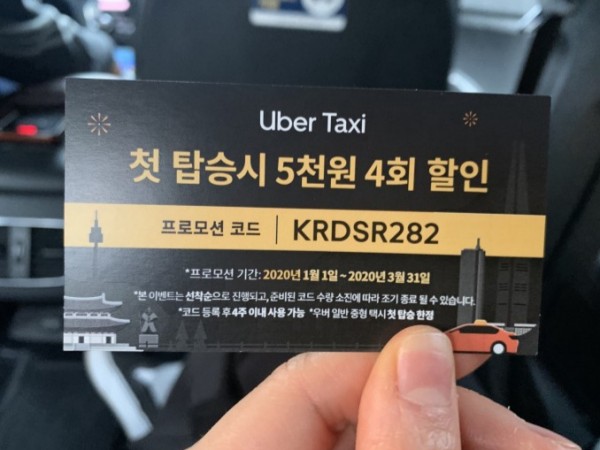 Uber Taxi
첫 탑승시 5천원 4회 할인
프로모션 코드 | KRDSR282
*프로모션 기간: 2020년 1월 1일 ~ 2020년 3월 31일
*본 이벤트는 선착순으로 진행되고, 준비된 코드 수량 소진에 따라 조기 종료 될 수 있습니다.
*코드 등록 후 4주 이내 사용 가능 *우버 일반 중형 택시 첫 탑승 한정